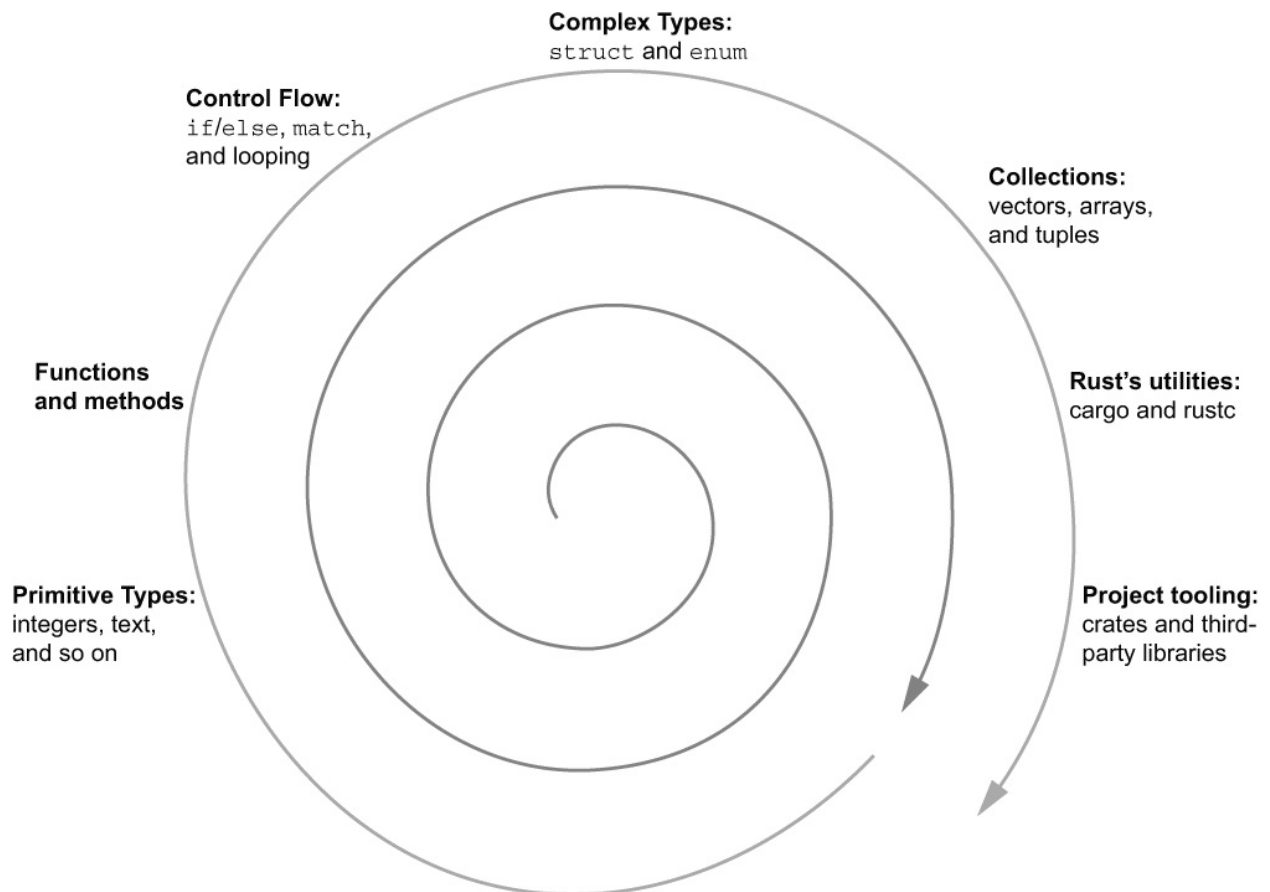 Complex Types:
struct and enum
Control Flow:
if/else, match,
and looping
Collections:
vectors, arrays,
and tuples
Functions
and methods
Rust’s utilities:
cargo and rustc
Primitive Types:
integers, text,
and so on
Project tooling:
crates and third-
party libraries